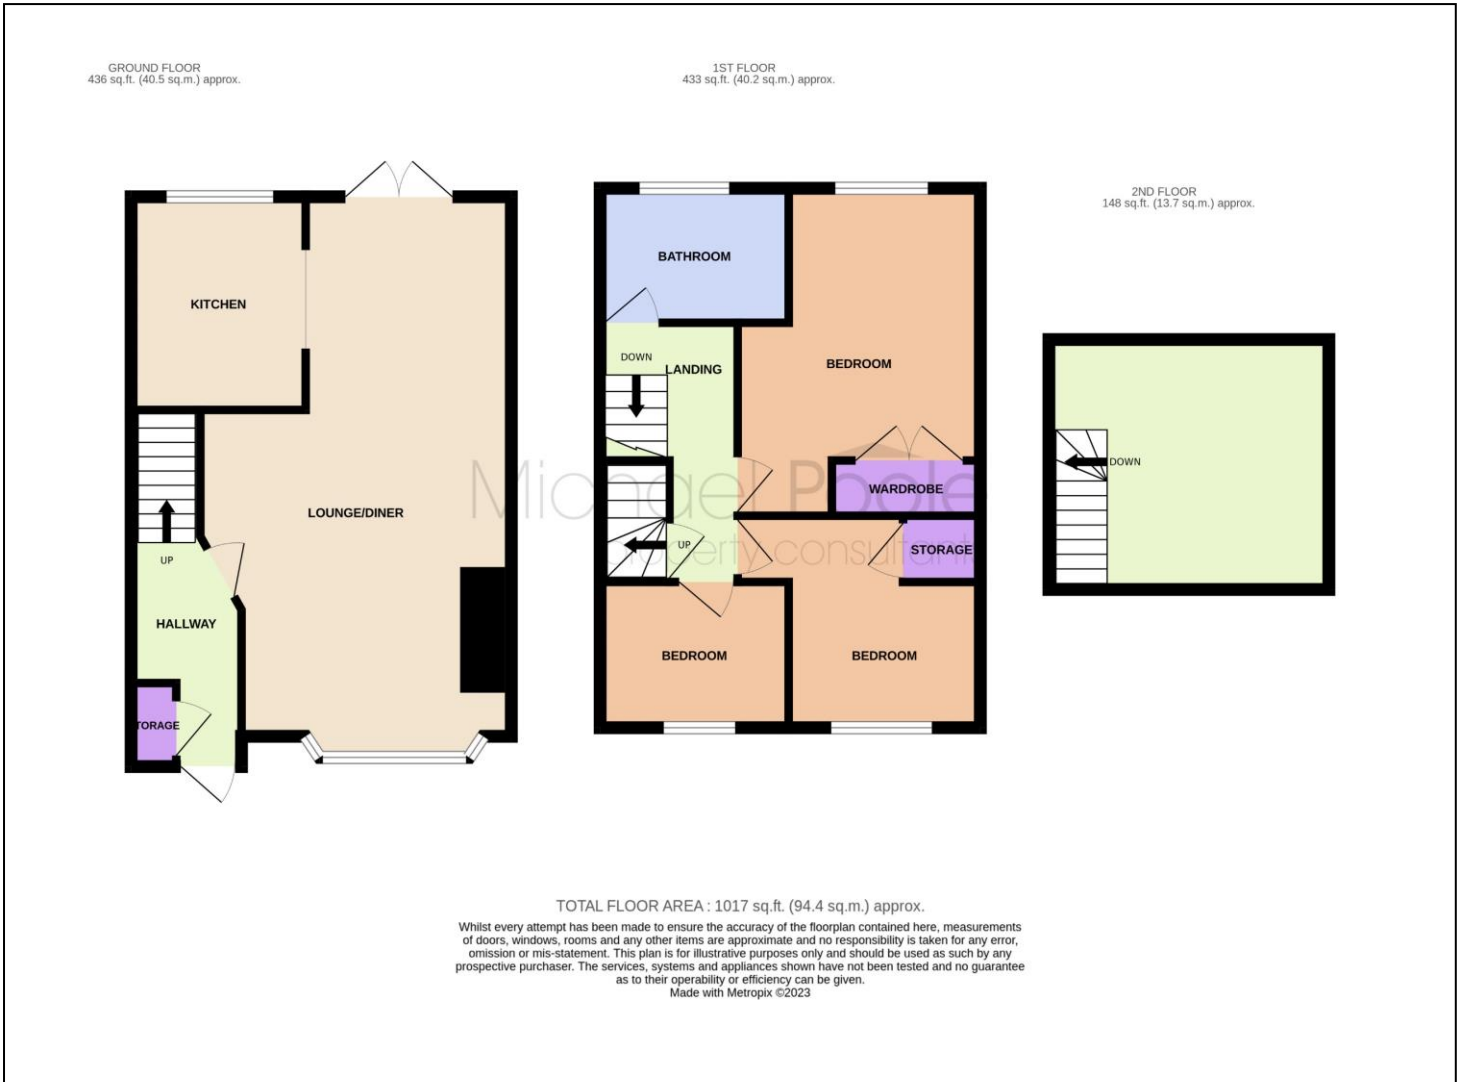 GROUND FLOOR
436 sq.ft. (40.5 sq.m.) approx.
1ST FLOOR
433 sq.ft. (40.2 sq.m.) approx.
2ND FLOOR
148 sq.ft. (13.7 sq.m.) approx.
KITCHEN
LOUNGE/DINER
UP
HALLWAY
TORAGE
BATHROOM
DOWN
LANDING
BEDROOM
WARDROBE
UP
STORAGE
BEDROOM
BEDROOM
DOWN
Michael Poole
property consultants
TOTAL FLOOR AREA : 1017 sq.ft. (94.4 sq.m.) approx.
Whilst every attempt has been made to ensure the accuracy of the floorplan contained here, measurements
of doors, windows, rooms and any other items are approximate and no responsibility is taken for any error,
omission or mis-statement. This plan is for illustrative purposes only and should be used as such by any
prospective purchaser. The services, systems and appliances shown have not been tested and no guarantee
as to their operability or efficiency can be given.
Made with Metropix ©2023